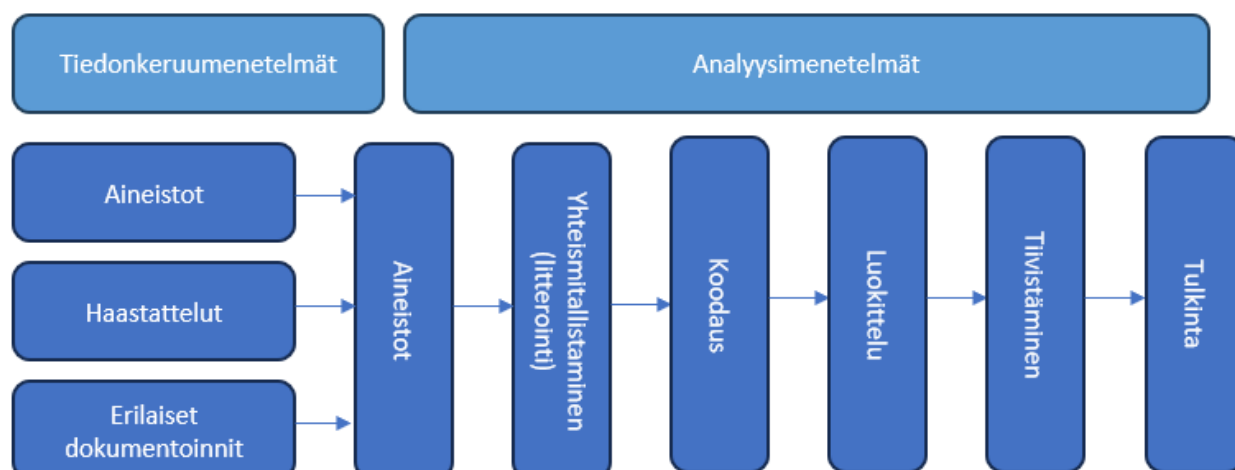 Tiedonkeruumenetelmät
Analyysimenetelmät
Aineistot
Haastattelut
Erilaiset
dokumentoinnit
Aineistot
Yhteismitallistaminen
(litterointi)
Koodaus
Luokittelu
Tiivistäminen
Tulkinta